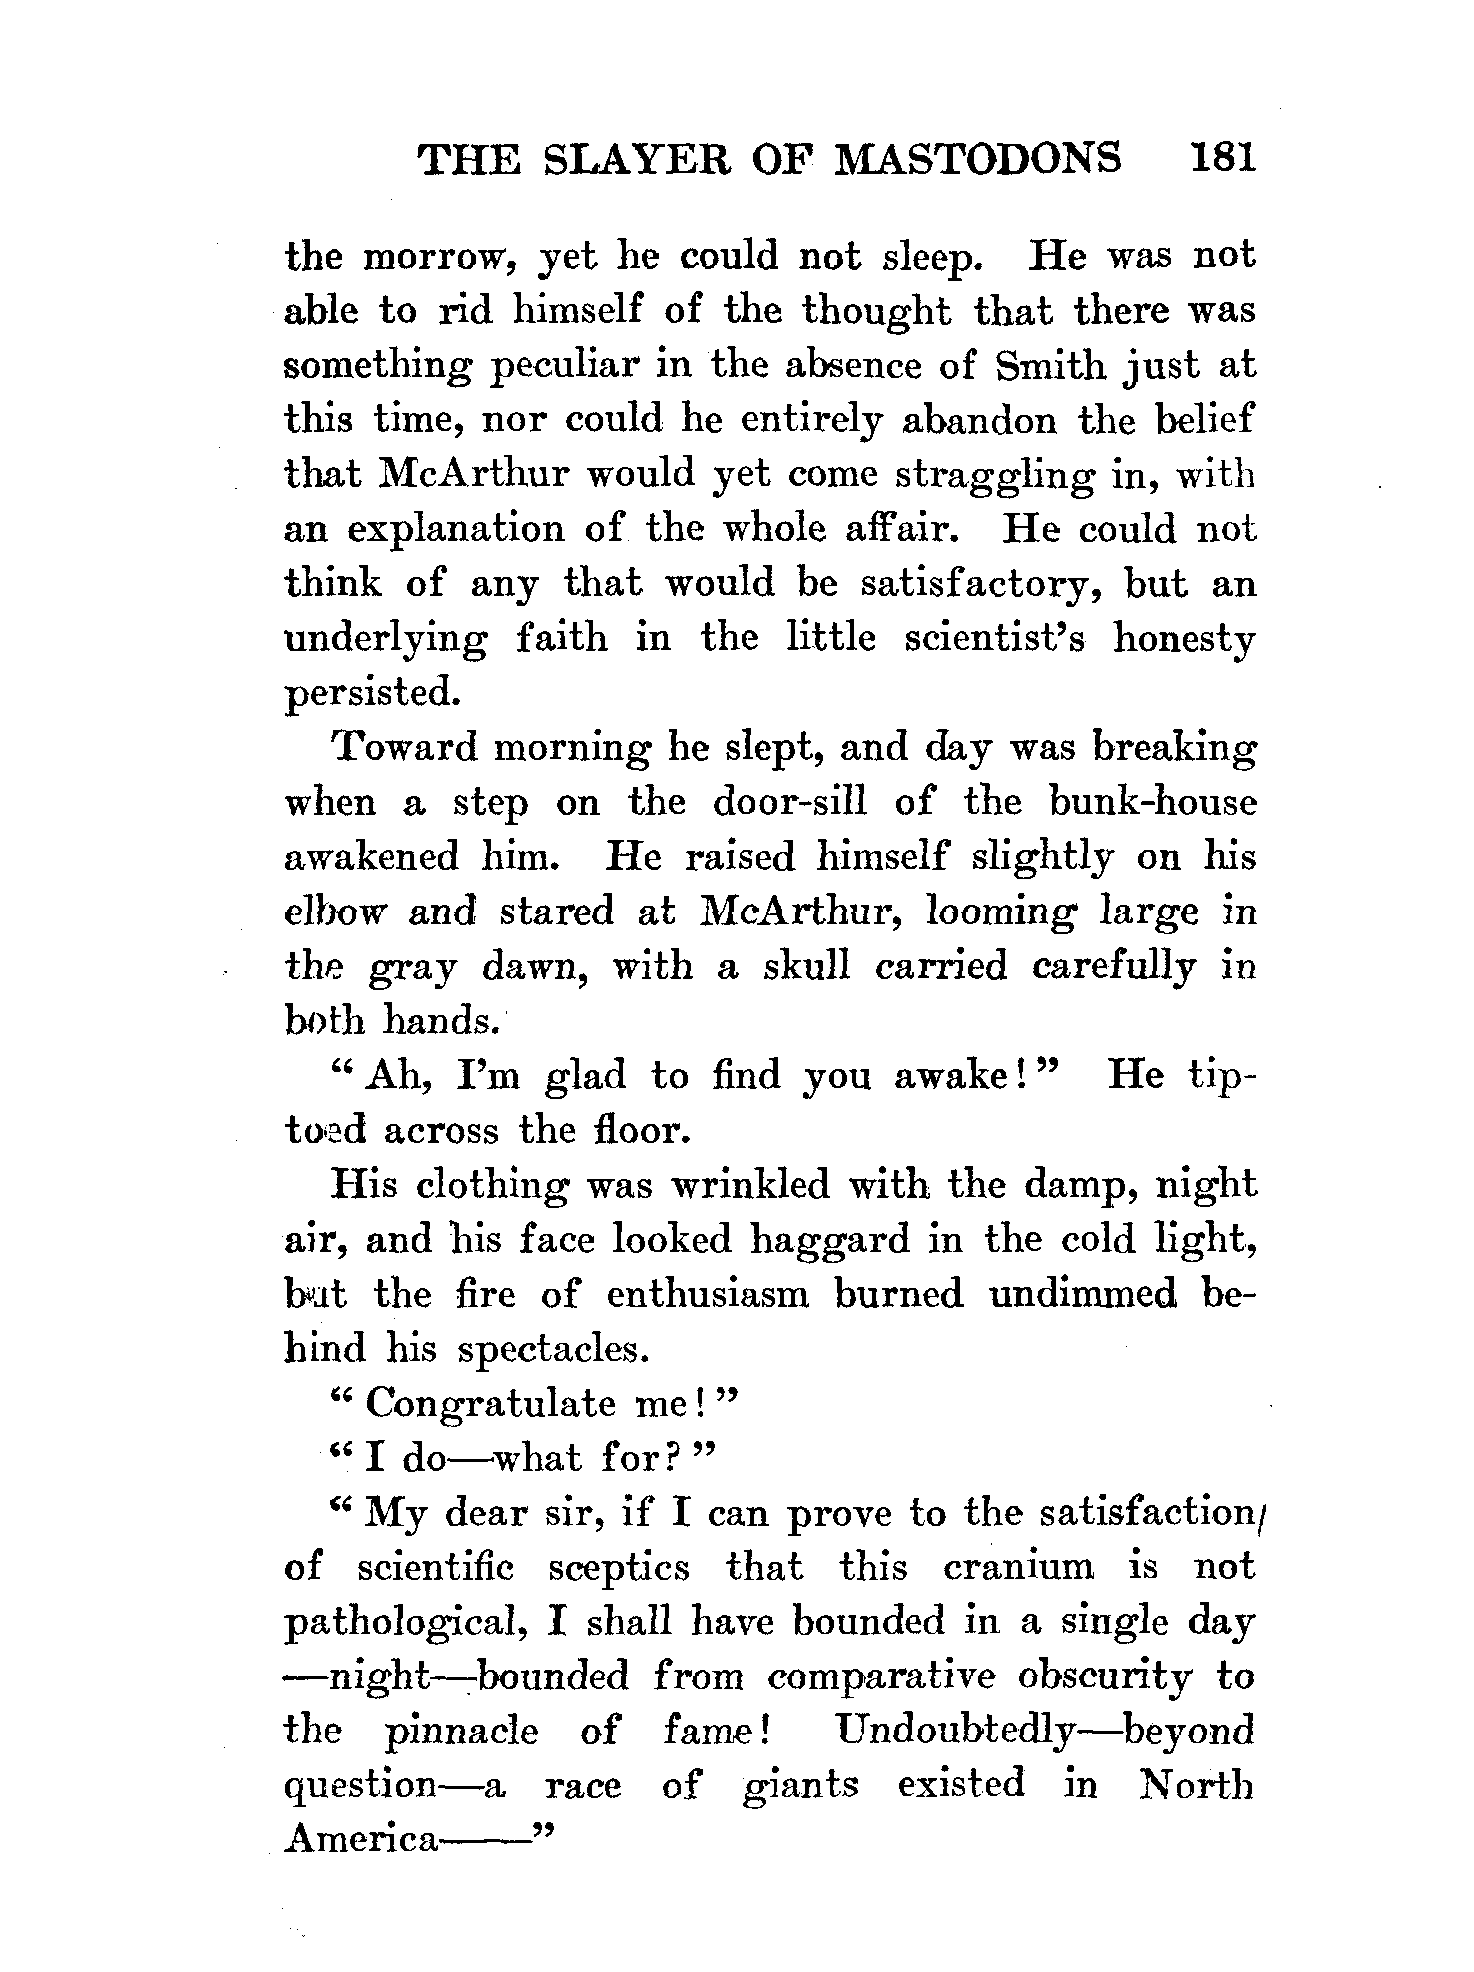 THE SLAYER OF MASTODONS 181
the morrow, yet he could not sleep. He was not
able to rid himself of the thought that there was
something peculiar in the absence of Smith just at
this time, nor could he entirely abandon the belief
that McArthur would yet come straggling in, with
an explanation of the whole affair. He could not
think of any that would be satisfactory, but an
underlying faith in the little scientist's honesty
persisted.
Toward morning he slept, and day was breaking
when a step on the door-sill of the bunk-house
awakened him. He raised himself slightly on his
elbow and stared at McArthur, looming large in
the gray dawn, with a skull carried carefully in
both hands.
“ Ah, I'm glad to find you awake! ” He tip-
toed across the floor.
His clothing was wrinkled with the damp, night
air, and his face looked haggard in the cold light,
but the fire of enthusiasm burned undimmed be-
hind his spectacles.
“ Congratulate me! ”
“ I do—what for? ”
“ My dear sir, if I can prove to the satisfaction
of scientific sceptics that this cranium is not
pathological, I shall have bounded in a single day
—night—bounded from comparative obscurity to
the pinnacle of fame! Undoubtedly—beyond
question—a race of giants existed in North
America——”